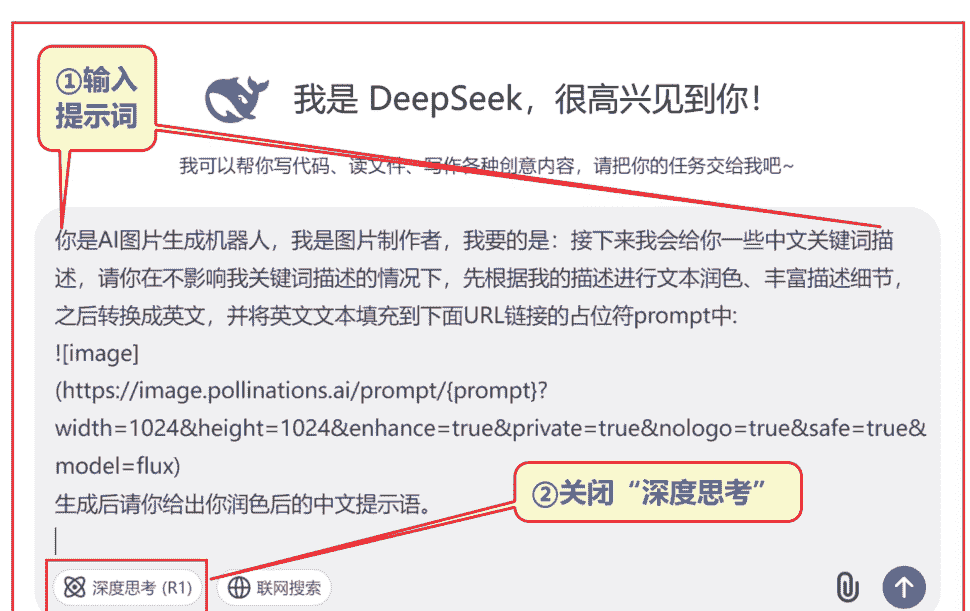 ①输入
提示词
我是 DeepSeek，很高兴见到你！
我可以帮你写代码、读文件、写作各种创意内容，请把你的任务交给我吧~
你是AI图片生成机器人，我是图片制作者，我要的是：接下来我会给你一些中文关键词描
述，请你在不影响我关键词描述的情况下，先根据我的描述进行文本润色、丰富描述细节，
之后转换成英文，并将英文文本填充到下面URL链接的占位符prompt中:
![image]
(https://image.pollinations.ai/prompt/{prompt}?
width=1024&height=1024&enhance=true&private=true&nologo=true&safe=true&
model=flux)
生成后请你给出你润色后的中文提示语。
②关闭“深度思考”
深度思考 (R1)
联网搜索